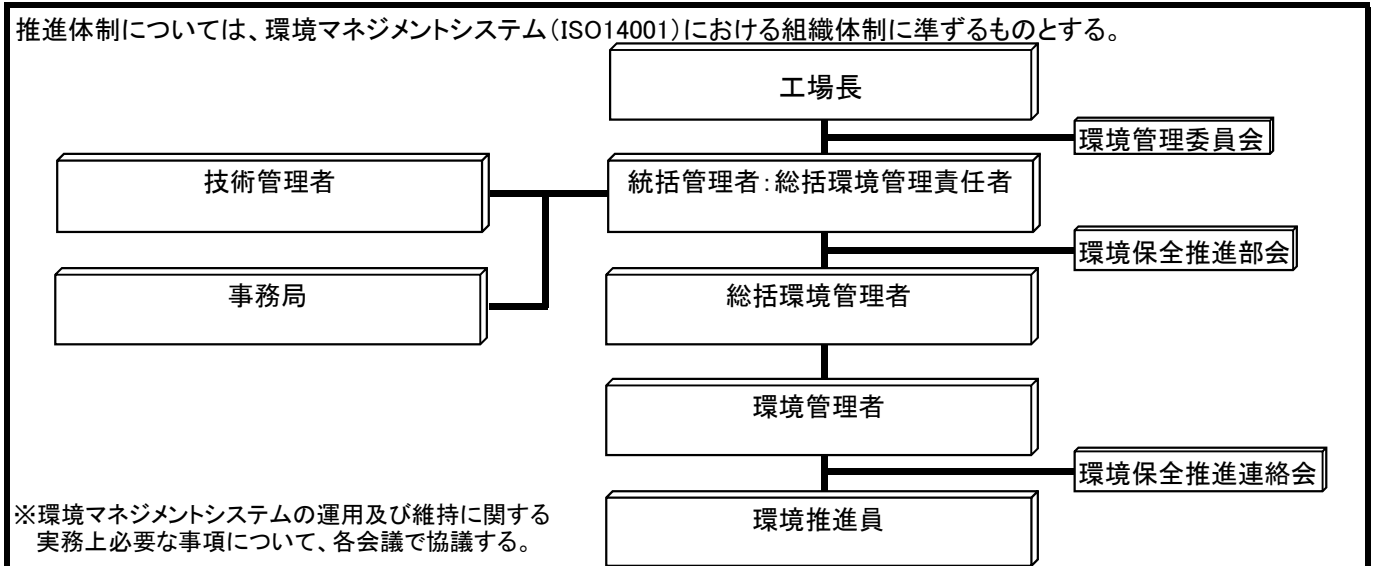 推進体制については、環境マネジメントシステム（ISO14001）における組織体制に準ずるものとする。
工場長
環境管理委員会
技術管理者
統括管理者：総括環境管理責任者
環境保全推進部会
事務局
総括環境管理者
環境管理者
環境保全推進連絡会
※環境マネジメントシステムの運用及び維持に関する
実務上必要な事項について、各会議で協議する。
環境推進員